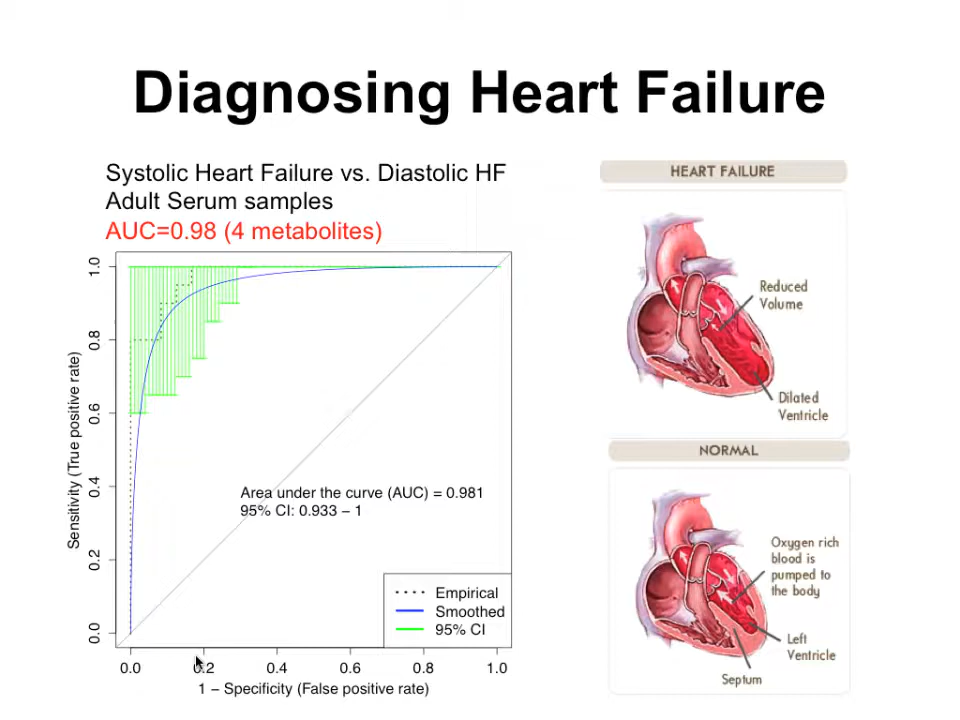 Diagnosing Heart Failure
Systolic Heart Failure vs. Diastolic HF
Adult Serum samples
AUC=0.98 (4 metabolites)
1.0
0.8
0.6
0.4
0.2
0.0
Sensitivity (True positive rate)
Area under the curve (AUC) = 0.981
95% CI: 0.933 – 1
Empirical
Smoothed
95% CI
0.0 0.2 0.4 0.6 0.8 1.0
1 – Specificity (False positive rate)
HEART FAILURE
Reduced
Volume
Dilated
Ventricle
NORMAL
Oxygen rich
blood is
pumped to
the body
Left
Ventricle
Septum